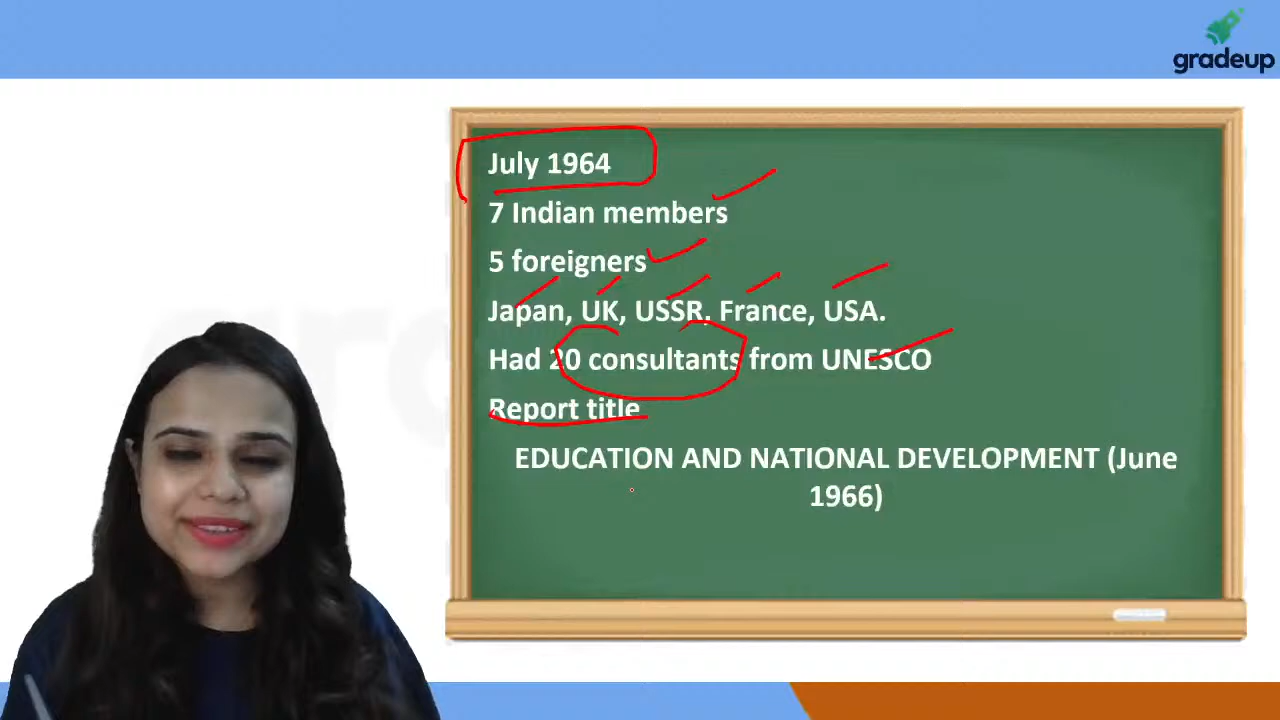 gradeup
July 1964
7 Indian members
5 foreigners
Japan, UK, USSR, France, USA.
Had 20 consultants from UNESCO
Report title
EDUCATION AND NATIONAL DEVELOPMENT (June
1966)